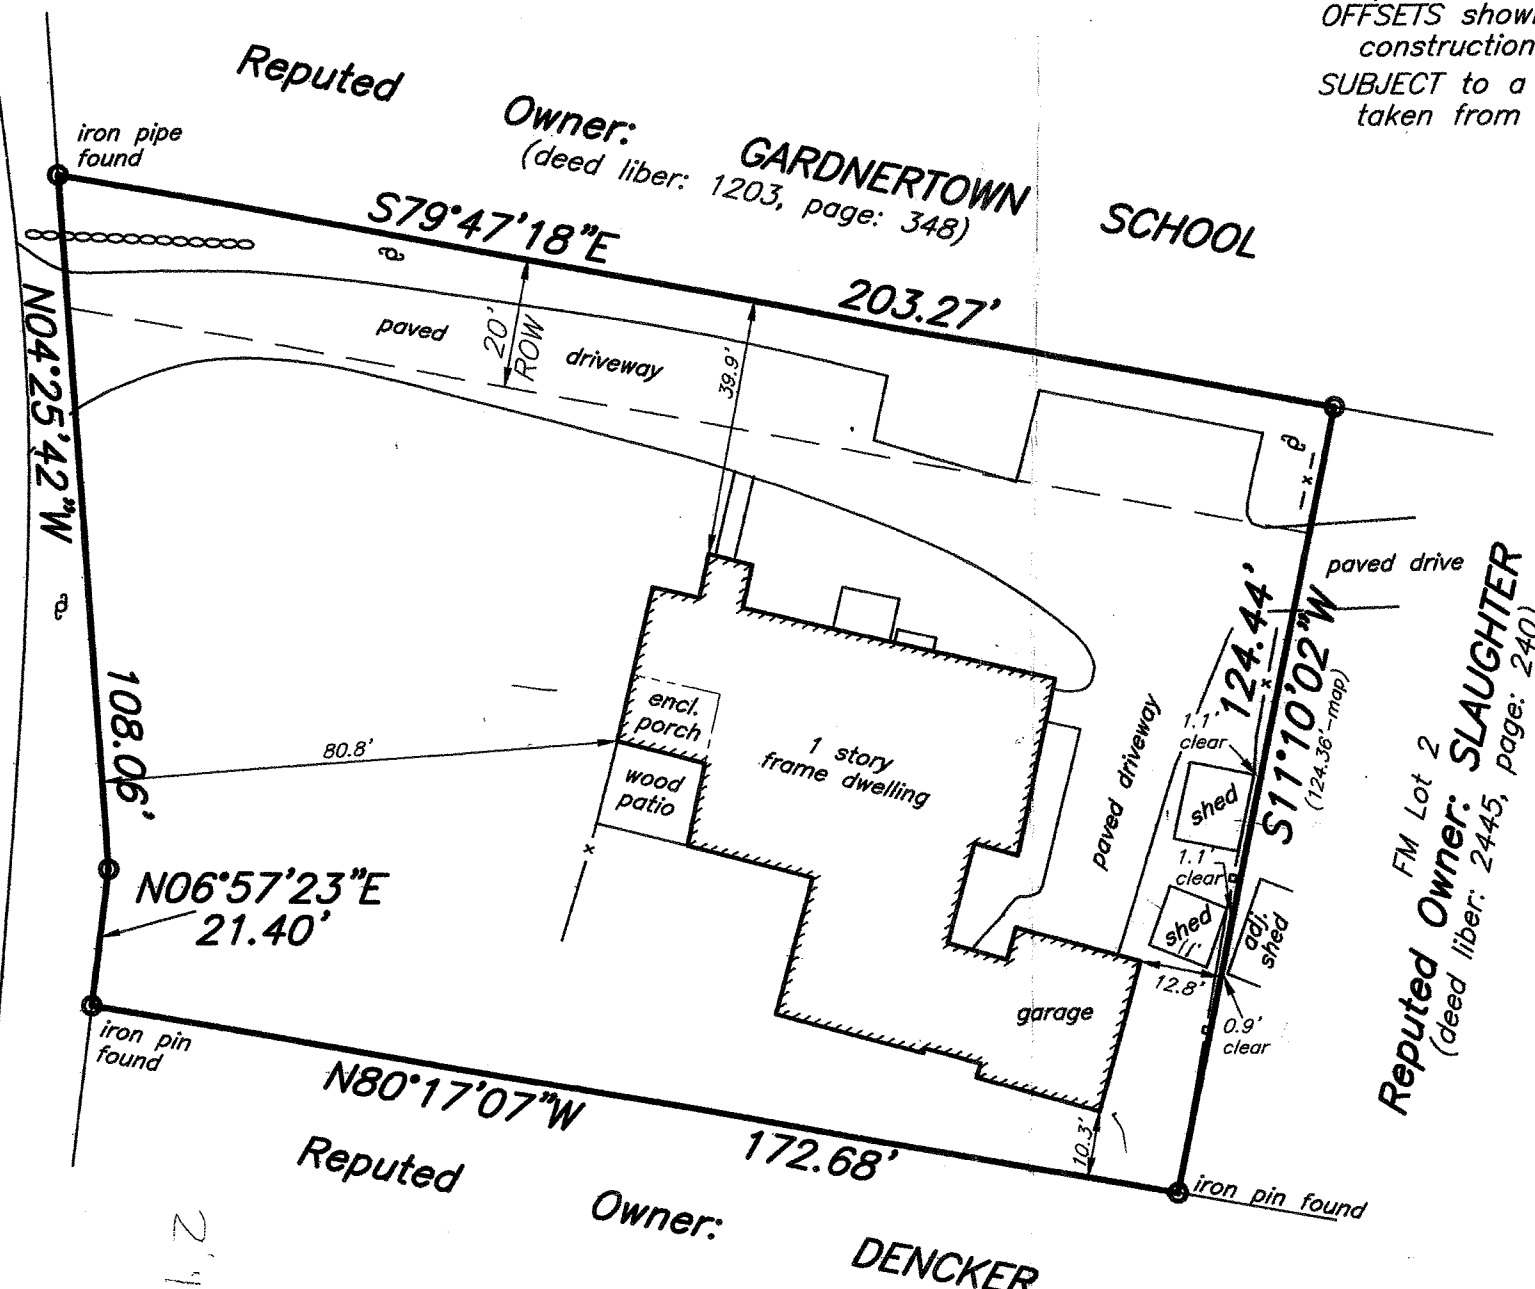 OFFSETS show
construction
SUBJECT to a
taken from
Reputed Owner: GARDNERTOWN SCHOOL
(deed liber: 1203, page: 348)
iron pipe
found
S79°47'18"E
203.27'
N04°25'42"W
108.06'
paved driveway
20'
ROW
39.9'
paved drive
124.44'
S11°10'02"W
(124.36'-map)
FM Lot 2
Reputed Owner: SLAUGHTER
(deed liber: 2445, page: 240)
encl.
porch
wood
patio
1 story
frame dwelling
80.8'
paved driveway
1.1'
clear
shed
1.1'
clear
shed
adj.
shed
12.8'
0.9'
clear
garage
10.3'
N06°57'23"E
21.40'
iron pin
found
N80°17'07"W
172.68'
iron pin found
Reputed Owner: DENCKER